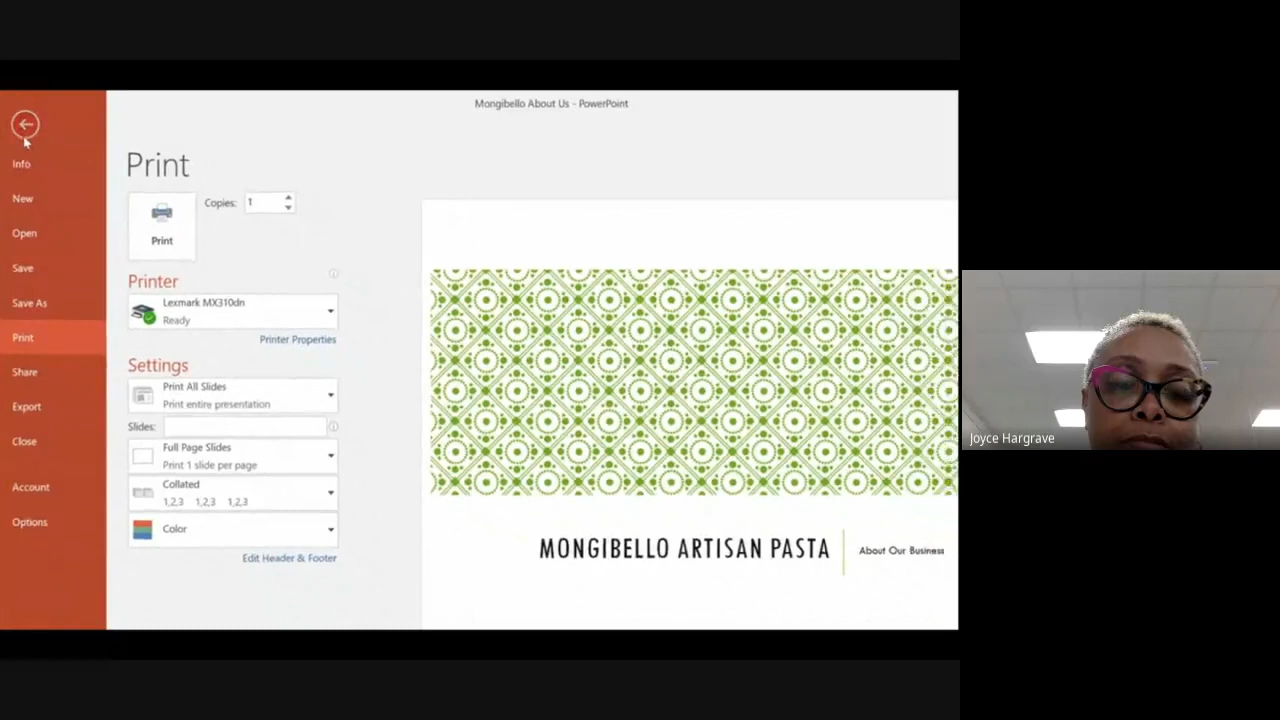 Mongibello About Us - PowerPoint
Info
New
Open
Save
Save As
Print
Share
Export
Close
Account
Options
Print
Copies: 1
Print
Printer
Lexmark MX310dn
Ready
Printer Properties
Settings
Print All Slides
Print entire presentation
Slides:
Full Page Slides
Print 1 slide per page
Collated
1,2,3 1,2,3 1,2,3
Color
Edit Header & Footer
MONGIBELLO ARTISAN PASTA
About Our Business
Joyce Hargrave